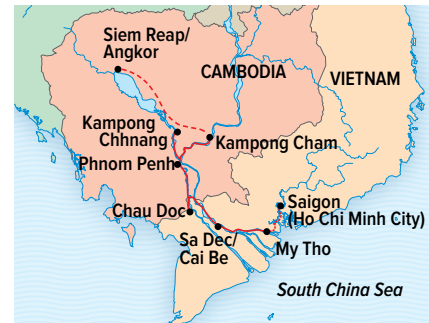 Siem Reap/
Angkor
CAMBODIA
VIETNAM
Kampong
Chhnang
Kampong Cham
Phnom Penh
Chau Doc
Saigon
(Ho Chi Minh City)
Sa Dec/
Cai Be
My Tho
South China Sea